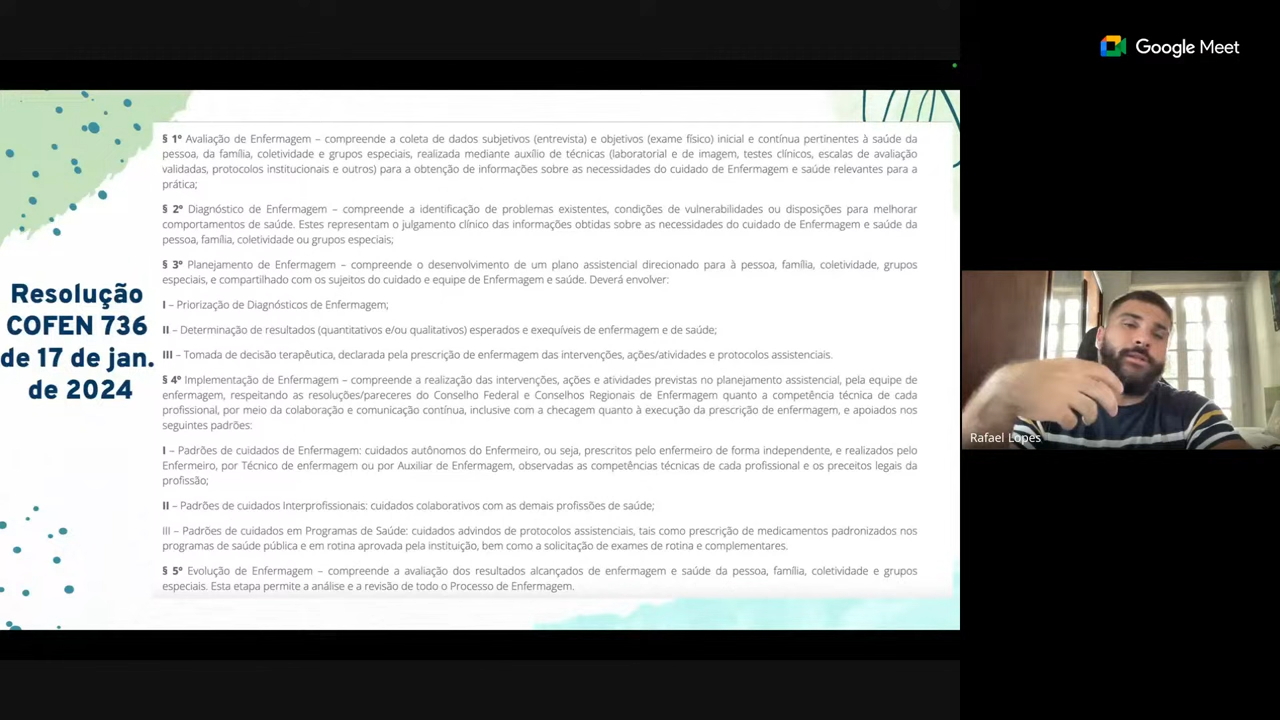 Google Meet
§ 1º Avaliação de Enfermagem – compreende a coleta de dados subjetivos (entrevista) e objetivos (exame físico) inicial e contínua pertinentes à saúde da
pessoa, da família, coletividade e grupos especiais, realizada mediante auxílio de técnicas (laboratorial e de imagem, testes clínicos, escalas de avaliação
validadas, protocolos institucionais e outros) para a obtenção de informações sobre as necessidades do cuidado de Enfermagem e saúde relevantes para a
prática;
§ 2º Diagnóstico de Enfermagem – compreende a identificação de problemas existentes, condições de vulnerabilidades ou disposições para melhorar
comportamentos de saúde. Estes representam o julgamento clínico das informações obtidas sobre as necessidades do cuidado de Enfermagem e saúde da
pessoa, família, coletividade ou grupos especiais;
§ 3º Planejamento de Enfermagem – compreende o desenvolvimento de um plano assistencial direcionado para à pessoa, família, coletividade, grupos
especiais, e compartilhado com os sujeitos do cuidado e equipe de Enfermagem e saúde. Deverá envolver:
I – Priorização de Diagnósticos de Enfermagem;
II – Determinação de resultados (quantitativos e/ou qualitativos) esperados e exequíveis de enfermagem e de saúde;
III – Tomada de decisão terapêutica, declarada pela prescrição de enfermagem das intervenções, ações/atividades e protocolos assistenciais.
§ 4º Implementação de Enfermagem – compreende a realização das intervenções, ações e atividades previstas no planejamento assistencial, pela equipe de
enfermagem, respeitando as resoluções/pareceres do Conselho Federal e Conselhos Regionais de Enfermagem quanto a competência técnica de cada
profissional, por meio da colaboração e comunicação contínua, inclusive com a checagem quanto à execução da prescrição de enfermagem, e apoiados nos
seguintes padrões:
I – Padrões de cuidados de Enfermagem: cuidados autônomos do Enfermeiro, ou seja, prescritos pelo enfermeiro de forma independente, e realizados pelo
Enfermeiro, por Técnico de enfermagem ou por Auxiliar de Enfermagem, observadas as competências técnicas de cada profissional e os preceitos legais da
profissão;
II – Padrões de cuidados Interprofissionais: cuidados colaborativos com as demais profissões de saúde;
III – Padrões de cuidados em Programas de Saúde: cuidados advindos de protocolos assistenciais, tais como prescrição de medicamentos padronizados nos
programas de saúde pública e em rotina aprovada pela instituição, bem como a solicitação de exames de rotina e complementares.
§ 5º Evolução de Enfermagem – compreende a avaliação dos resultados alcançados de enfermagem e saúde da pessoa, família, coletividade e grupos
especiais. Esta etapa permite a análise e a revisão de todo o Processo de Enfermagem.
Resolução
COFEN 736
de 17 de jan.
de 2024
Rafael Lopes